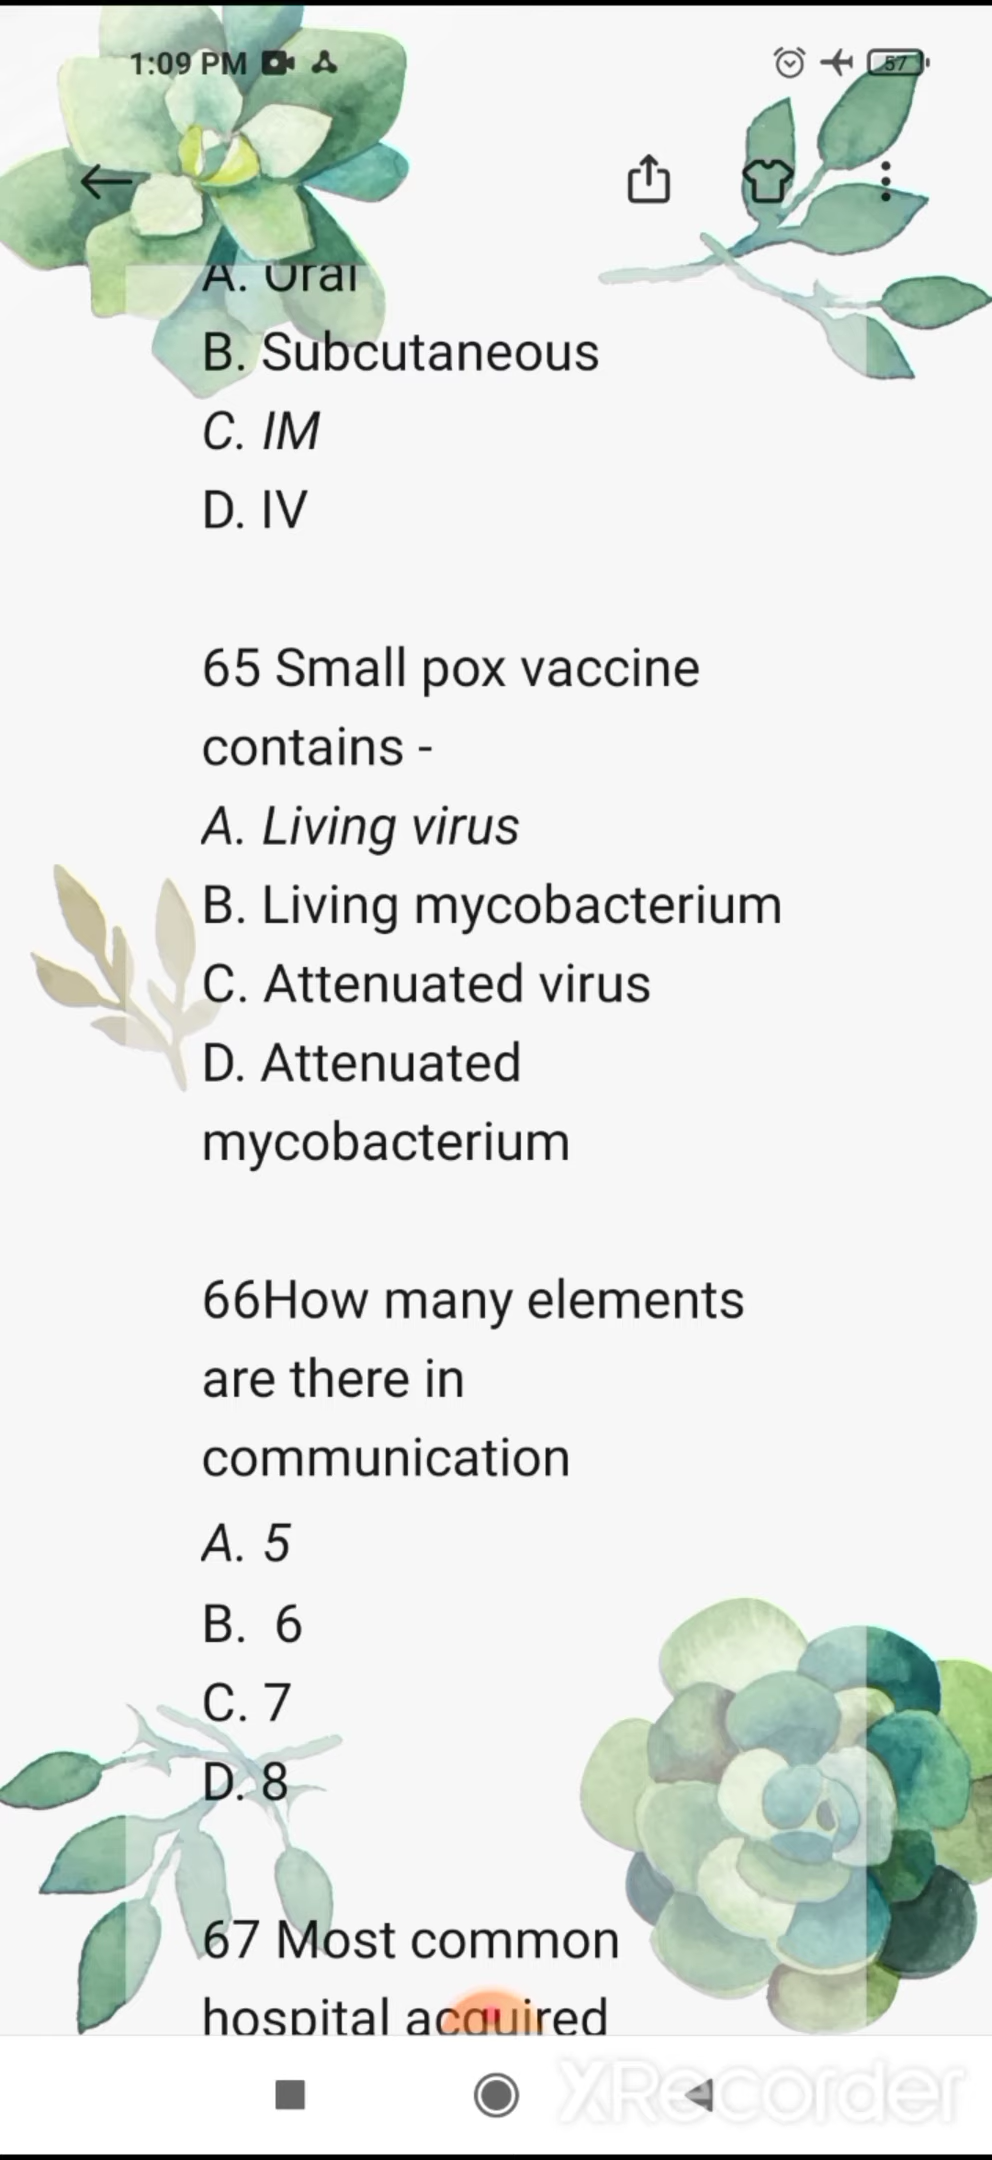 1:09 PM
57
A. Oral
B. Subcutaneous
C. IM
D. IV
65 Small pox vaccine
contains -
A. Living virus
B. Living mycobacterium
C. Attenuated virus
D. Attenuated
mycobacterium
66How many elements
are there in
communication
A. 5
B. 6
C. 7
D. 8
67 Most common
hospital acquired
XRecorder